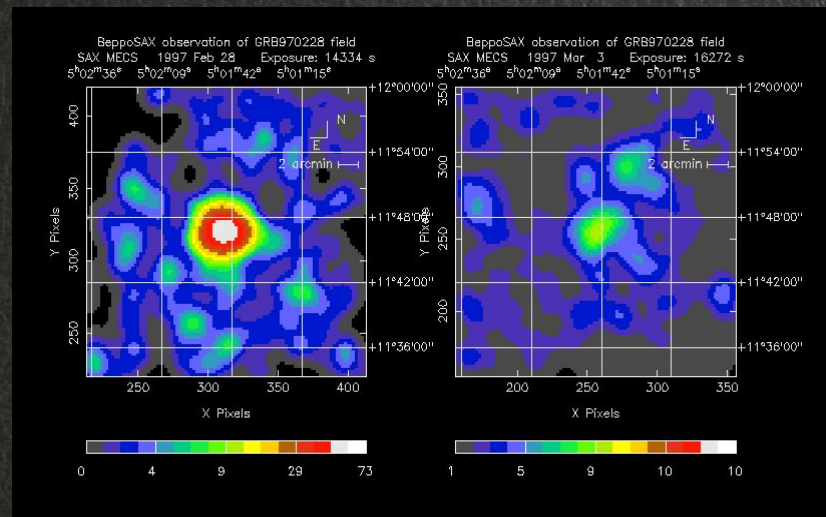 BeppoSAX observation of GRB970228 field
SAX MECS 1997 Feb 28 Exposure: 14334 s
5h02m36s 5h02m09s 5h01m42s 5h01m15s
+12°00'00"
+11°54'00"
+11°48'00"
+11°42'00"
+11°36'00"
N
E
2 arcmin
Y Pixels
400
350
300
250
250 300 350 400
X Pixels
0 4 9 29 73
BeppoSAX observation of GRB970228 field
SAX MECS 1997 Mar 3 Exposure: 16272 s
5h02m36s 5h02m09s 5h01m42s 5h01m15s
+12°00'00"
+11°54'00"
+11°48'00"
+11°42'00"
+11°36'00"
N
E
2 arcmin
Y Pixels
350
300
250
200
200 250 300 350
X Pixels
1 5 9 10 10